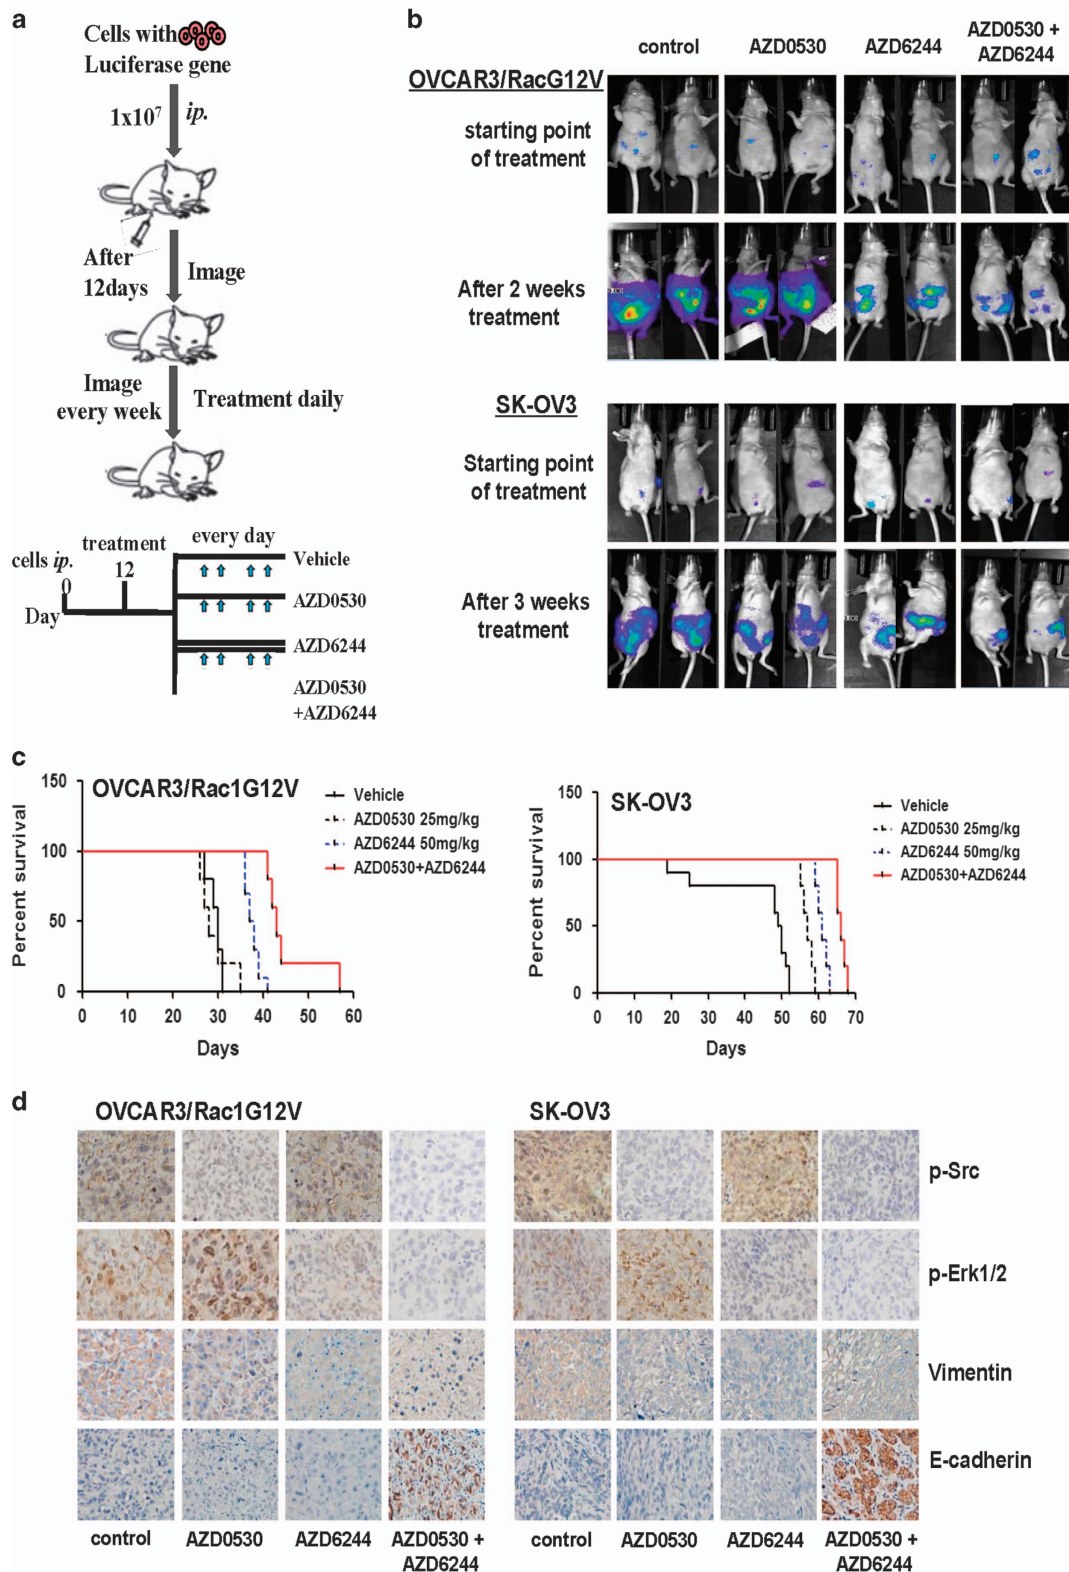 a
Cells with
Luciferase gene
1x10⁷ ip.
After
12days
Image
Image
every week
Treatment daily
cells ip.
treatment
every day
0
12
Day
Vehicle
AZD0530
AZD6244
AZD0530
+AZD6244
b
control
AZD0530
AZD6244
AZD0530 +
AZD6244
OVCAR3/RacG12V
starting point
of treatment
After 2 weeks
treatment
SK-OV3
Starting point
of treatment
After 3 weeks
treatment
c
OVCAR3/Rac1G12V
Percent survival
150
100
50
0
0 10 20 30 40 50 60
Days
Vehicle
AZD0530 25mg/kg
AZD6244 50mg/kg
AZD0530+AZD6244
SK-OV3
Percent survival
150
100
50
0
0 10 20 30 40 50 60 70
Days
Vehicle
AZD0530 25mg/kg
AZD6244 50mg/kg
AZD0530+AZD6244
d
OVCAR3/Rac1G12V
SK-OV3
p-Src
p-Erk1/2
Vimentin
E-cadherin
control
AZD0530
AZD6244
AZD0530 +
AZD6244
control
AZD0530
AZD6244
AZD0530 +
AZD6244